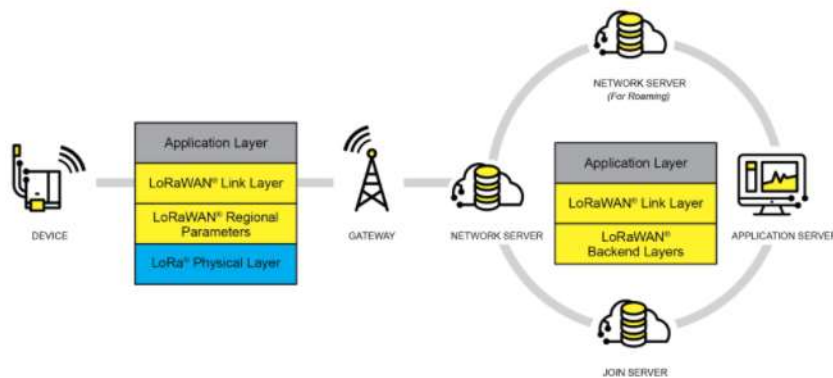 NETWORK SERVER
(For Roaming)
Application Layer
LoRaWAN® Link Layer
LoRaWAN® Regional
Parameters
LoRa® Physical Layer
Application Layer
LoRaWAN® Link Layer
LoRaWAN®
Backend Layers
DEVICE
GATEWAY
NETWORK SERVER
APPLICATION SERVER
JOIN SERVER